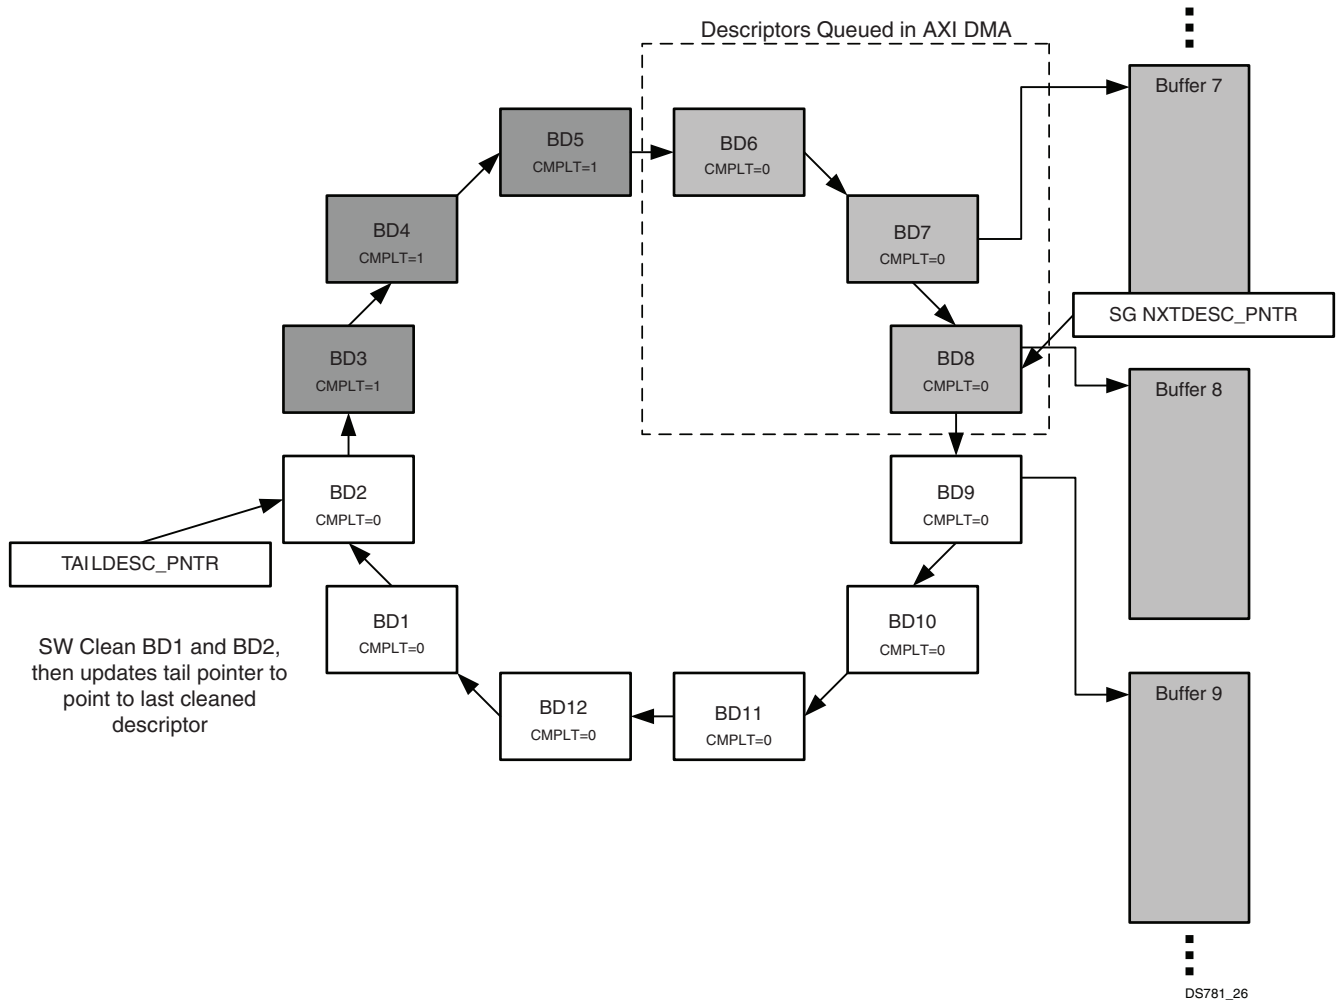 Descriptors Queued in AXI DMA
Buffer 7
BD5
CMPLT=1
BD6
CMPLT=0
BD4
CMPLT=1
BD7
CMPLT=0
SG NXTDESC_PNTR
BD3
CMPLT=1
BD8
CMPLT=0
Buffer 8
BD2
CMPLT=0
BD9
CMPLT=0
TAILDESC_PNTR
BD1
CMPLT=0
BD10
CMPLT=0
SW Clean BD1 and BD2,
then updates tail pointer to
point to last cleaned
descriptor
BD12
CMPLT=0
BD11
CMPLT=0
Buffer 9
DS781_26